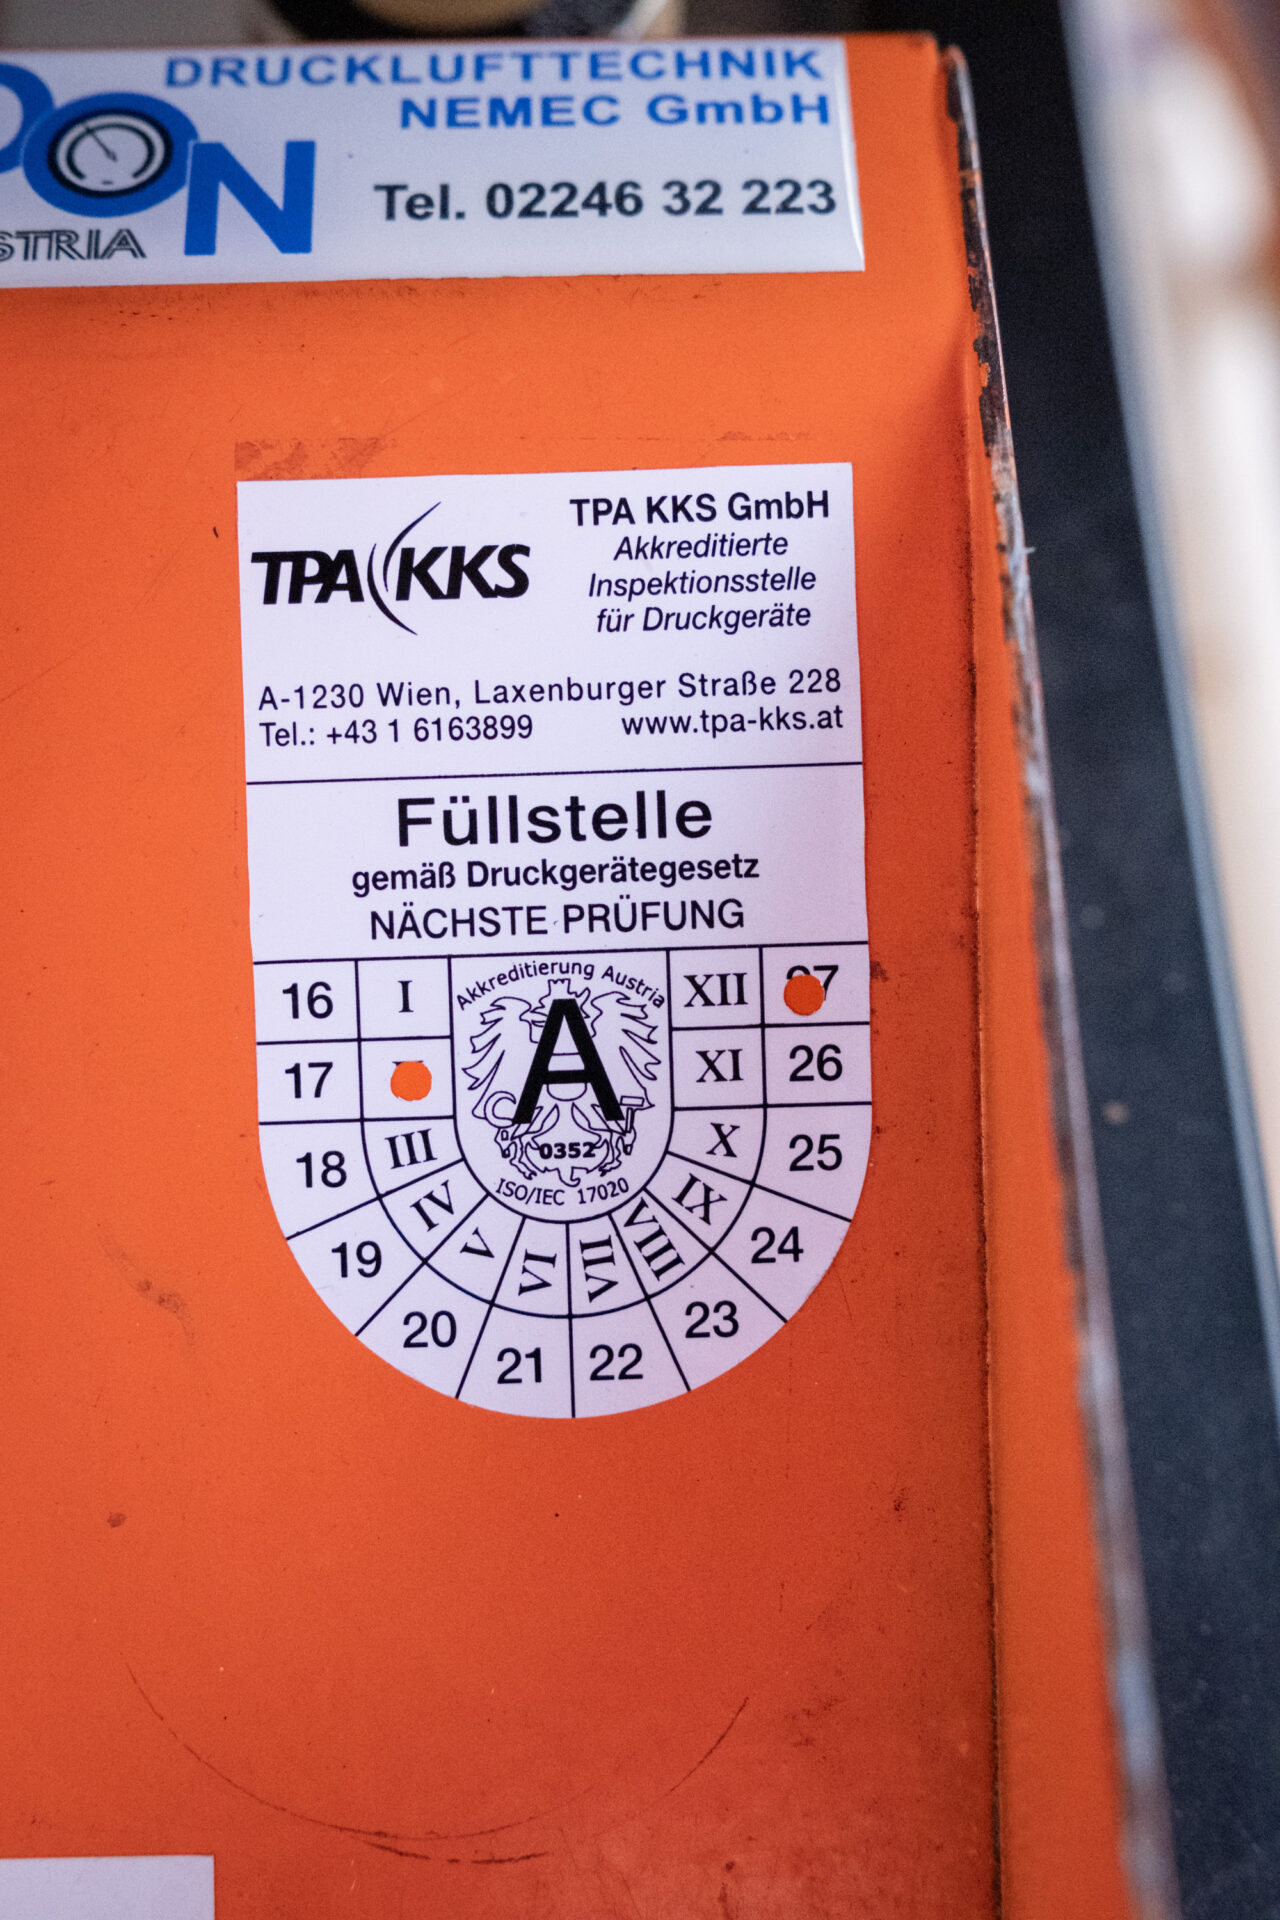 DRUCKLUFTTECHNIK
NEMEC GmbH
ON
Tel. 02246 32 223
STRIA
TPA KKS
TPA KKS GmbH
Akkreditierte
Inspektionsstelle
für Druckgeräte
A-1230 Wien, Laxenburger Straße 228
Tel.: +43 1 6163899 www.tpa-kks.at
Füllstelle
gemäß Druckgerätegesetz
NÄCHSTE PRÜFUNG
16 I Akkreditierung Austria XII
17 A XI 26
18 III 0352 X 25
ISO/IEC 17020
19 IV V VI VII VIII IX 24
20 21 22 23